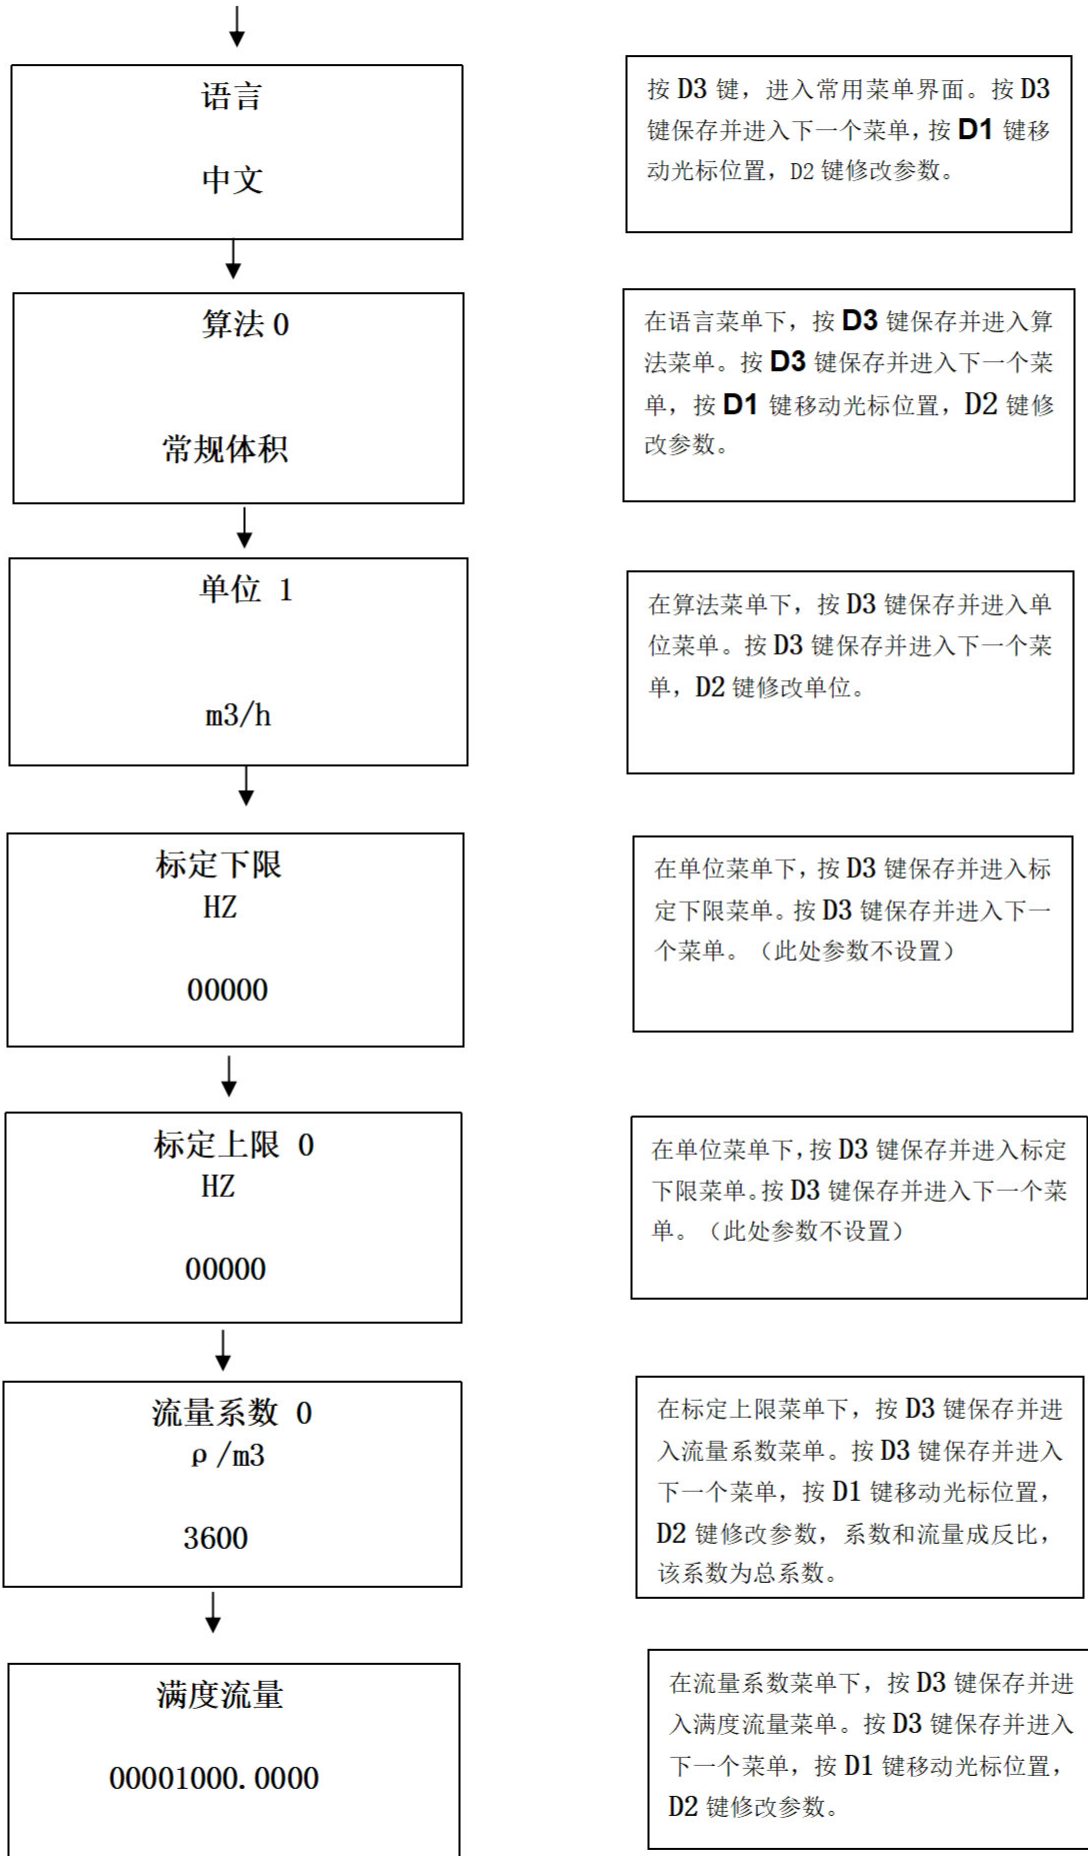 语言
中文
按 D3 键，进入常用菜单界面。按 D3
键保存并进入下一个菜单，按 D1 键移
动光标位置，D2 键修改参数。
算法 0
常规体积
在语言菜单下，按 D3 键保存并进入算
法菜单。按 D3 键保存并进入下一个菜
单，按 D1 键移动光标位置，D2 键修
改参数。
单位 1
m3/h
在算法菜单下，按 D3 键保存并进入单
位菜单。按 D3 键保存并进入下一个菜
单，D2 键修改单位。
标定下限
HZ
00000
在单位菜单下，按 D3 键保存并进入标
定下限菜单。按 D3 键保存并进入下一
个菜单。（此处参数不设置）
标定上限 0
HZ
00000
在单位菜单下，按 D3 键保存并进入标定
下限菜单。按 D3 键保存并进入下一个菜
单。（此处参数不设置）
流量系数 0
ρ/m3
3600
在标定上限菜单下，按 D3 键保存并进
入流量系数菜单。按 D3 键保存并进入
下一个菜单，按 D1 键移动光标位置，
D2 键修改参数，系数和流量成反比，
该系数为总系数。
满度流量
00001000.0000
在流量系数菜单下，按 D3 键保存并进
入满度流量菜单。按 D3 键保存并进入
下一个菜单，按 D1 键移动光标位置，
D2 键修改参数。